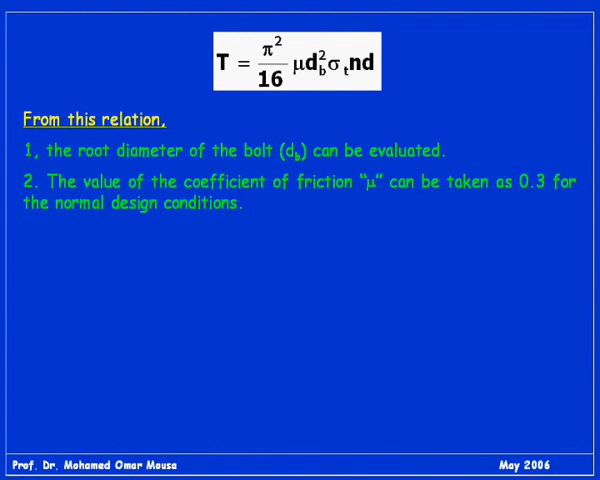 T = π²/16 μd_b²σ_t nd
From this relation,
1, the root diameter of the bolt (d_b) can be evaluated.
2. The value of the coefficient of friction “μ” can be taken as 0.3 for
the normal design conditions.
Prof. Dr. Mohamed Omar Mousa May 2006